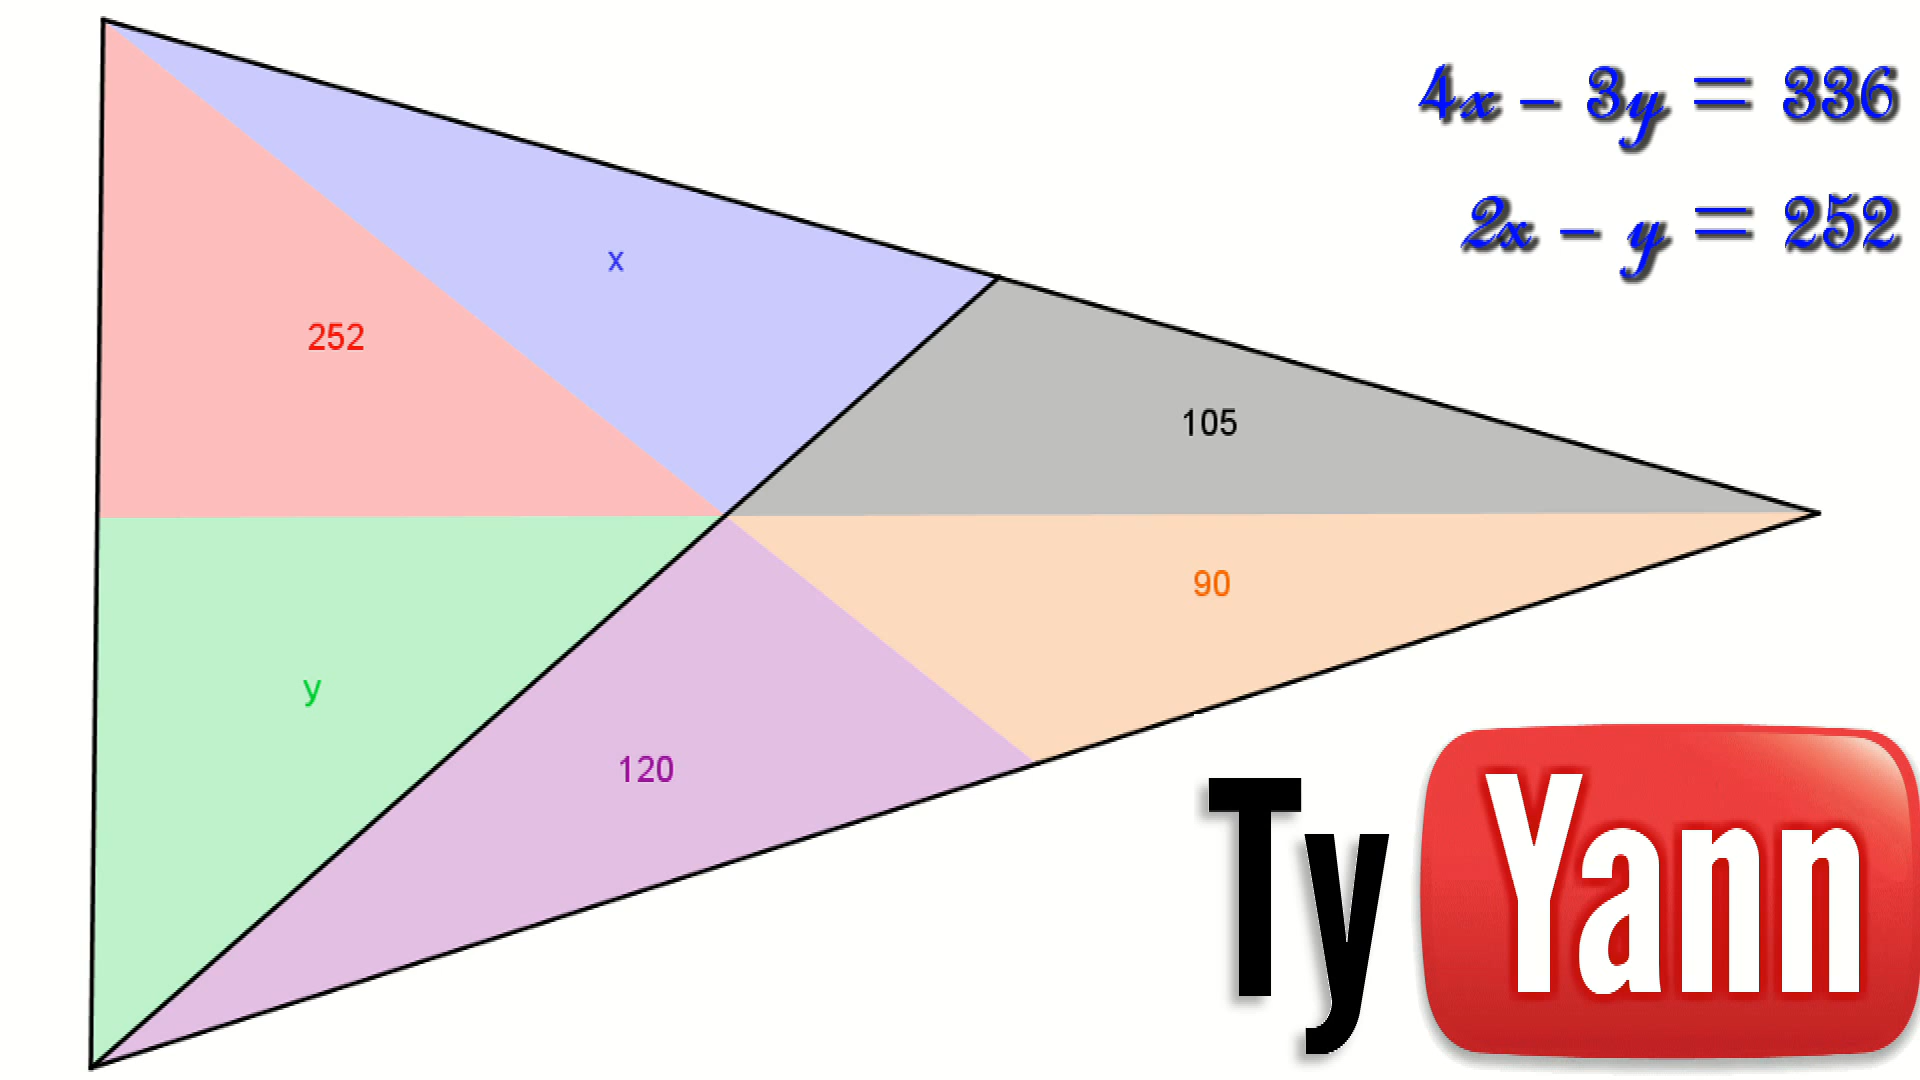 4x – 3y = 336
2x – y = 252
x
252
105
90
y
120
Ty Yann